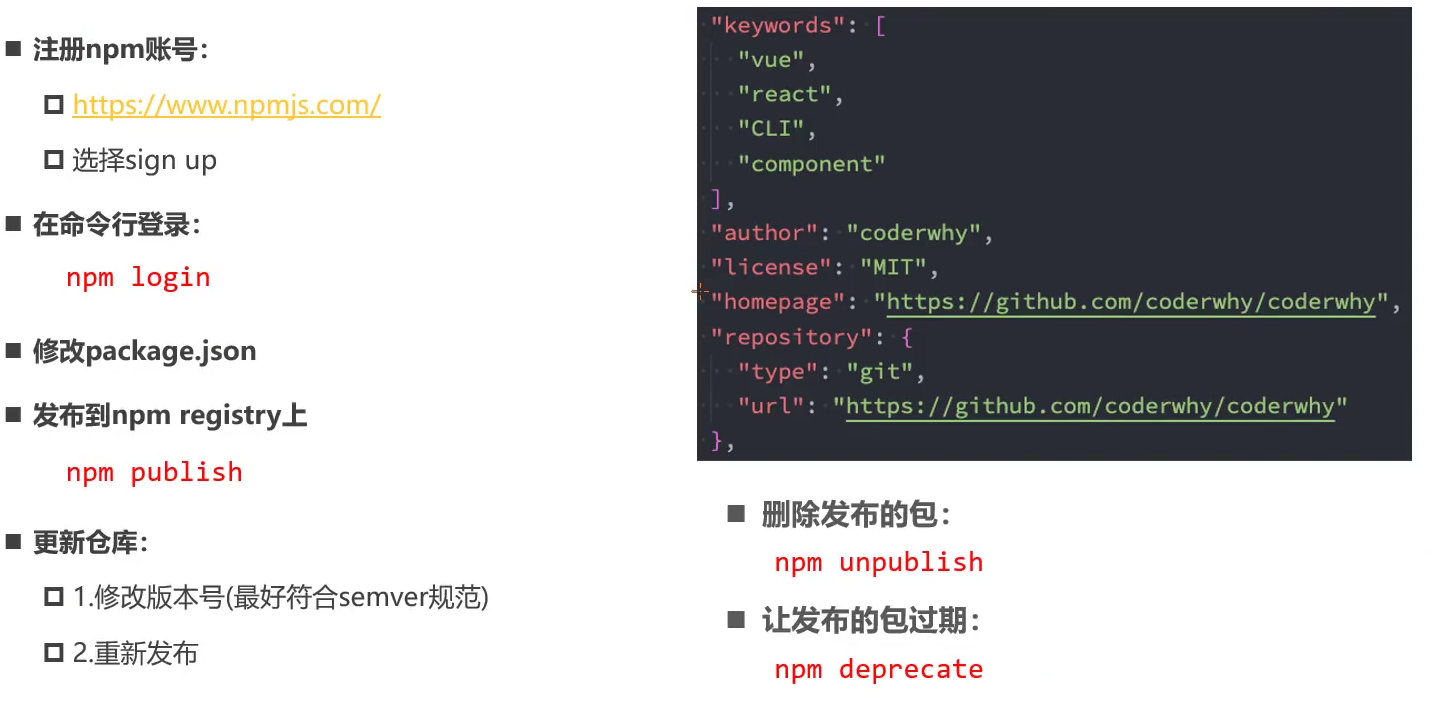 注册npm账号：
https://www.npmjs.com/
选择sign up
在命令行登录：
npm login
修改package.json
发布到npm registry上
npm publish
更新仓库：
1.修改版本号(最好符合semver规范)
2.重新发布
"keywords": [
"vue",
"react",
"CLI",
"component"
],
"author": "coderwhy",
"license": "MIT",
"homepage": "https://github.com/coderwhy/coderwhy",
"repository": {
"type": "git",
"url": "https://github.com/coderwhy/coderwhy"
},
删除发布的包：
npm unpublish
让发布的包过期：
npm deprecate